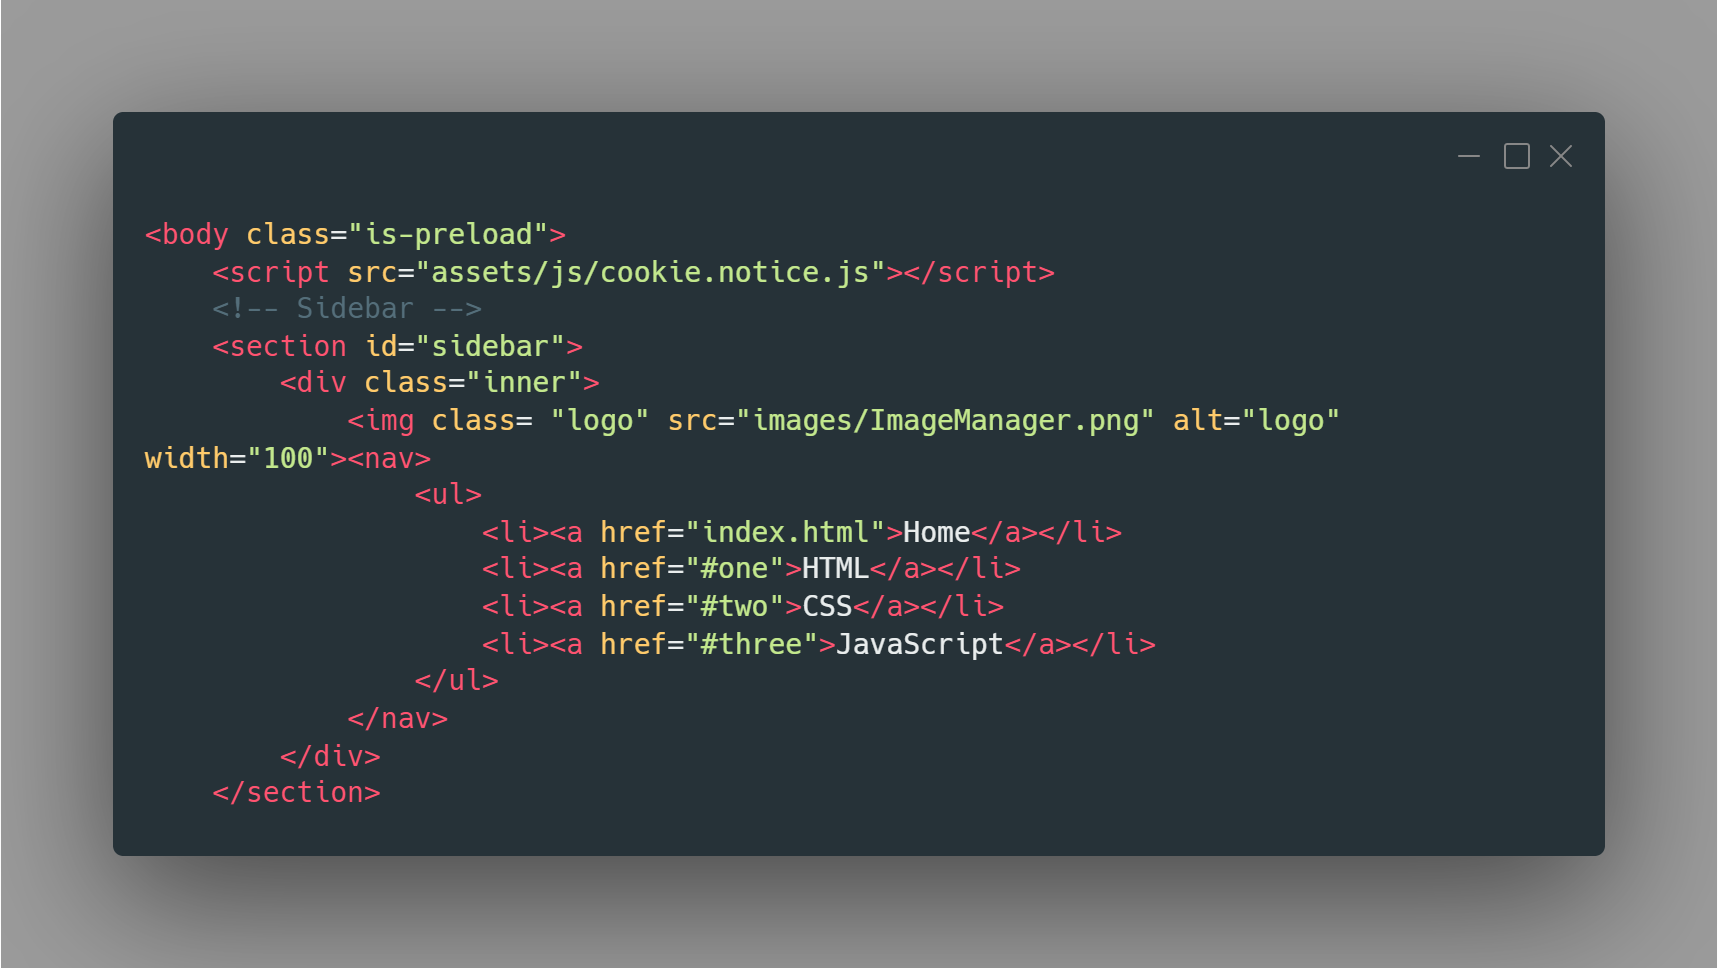 <body class="is-preload">
    <script src="assets/js/cookie.notice.js"></script>
    <!-- Sidebar -->
    <section id="sidebar">
        <div class="inner">
            <img class= "logo" src="images/ImageManager.png" alt="logo"
width="100"><nav>
                <ul>
                    <li><a href="index.html">Home</a></li>
                    <li><a href="#one">HTML</a></li>
                    <li><a href="#two">CSS</a></li>
                    <li><a href="#three">JavaScript</a></li>
                </ul>
            </nav>
        </div>
    </section>